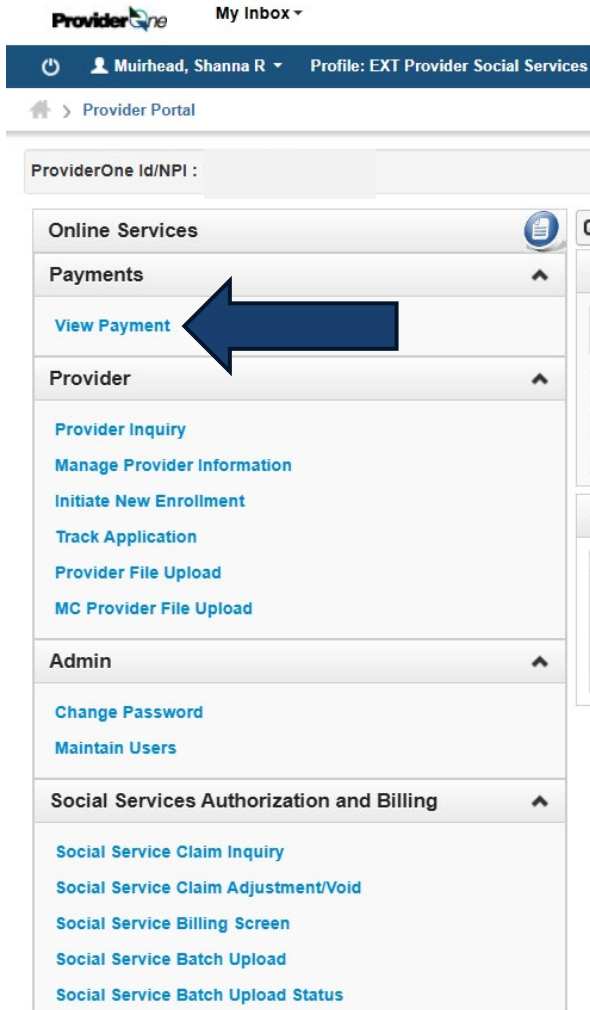 ProviderOne My Inbox
Muirhead, Shanna R Profile: EXT Provider Social Services
Provider Portal
ProviderOne Id/NPI :
Online Services
Payments
View Payment
Provider
Provider Inquiry
Manage Provider Information
Initiate New Enrollment
Track Application
Provider File Upload
MC Provider File Upload
Admin
Change Password
Maintain Users
Social Services Authorization and Billing
Social Service Claim Inquiry
Social Service Claim Adjustment/Void
Social Service Billing Screen
Social Service Batch Upload
Social Service Batch Upload Status